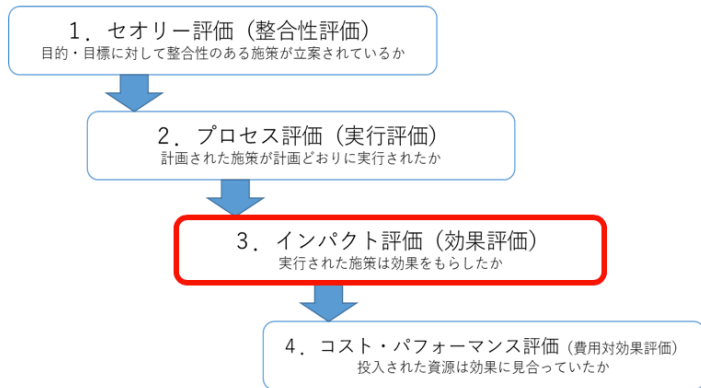 1．セオリー評価（整合性評価）
目的・目標に対して整合性のある施策が立案されているか
2．プロセス評価（実行評価）
計画された施策が計画どおりに実行されたか
3．インパクト評価（効果評価）
実行された施策は効果をもらしたか
4．コスト・パフォーマンス評価（費用対効果評価）
投入された資源は効果に見合っていたか